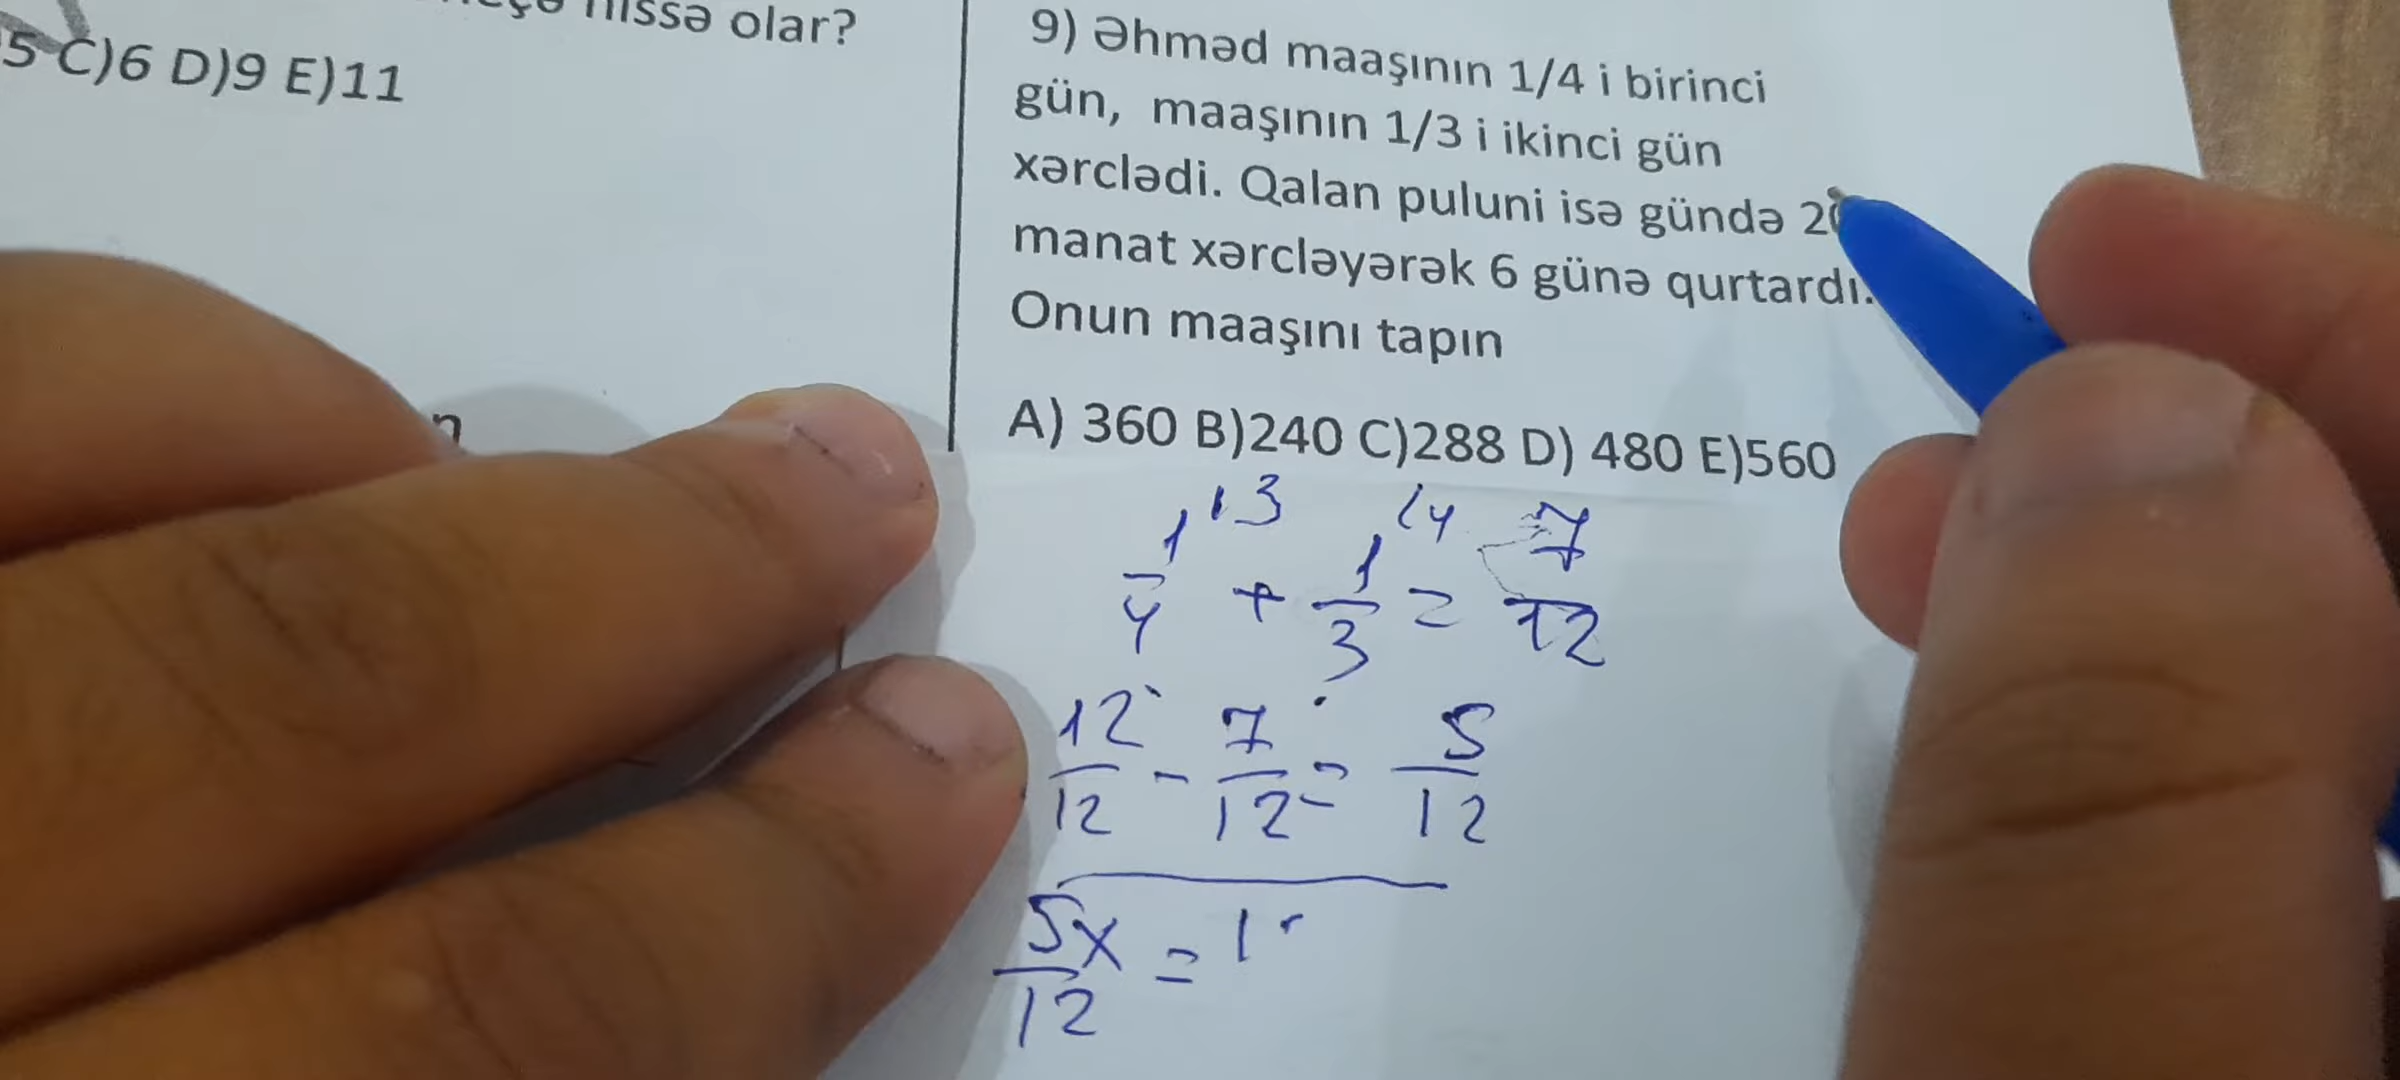 hissə olar?
5 C)6 D)9 E)11
9) Əhməd maaşının 1/4 i birinci
gün, maaşının 1/3 i ikinci gün
xərclədi. Qalan puluni isə gündə 20
manat xərcləyərək 6 günə qurtardı.
Onun maaşını tapın
A) 360 B)240 C)288 D) 480 E)560
1/4 + 1/3 = 7/12
12/12 - 7/12 = 5/12
5x/12 =